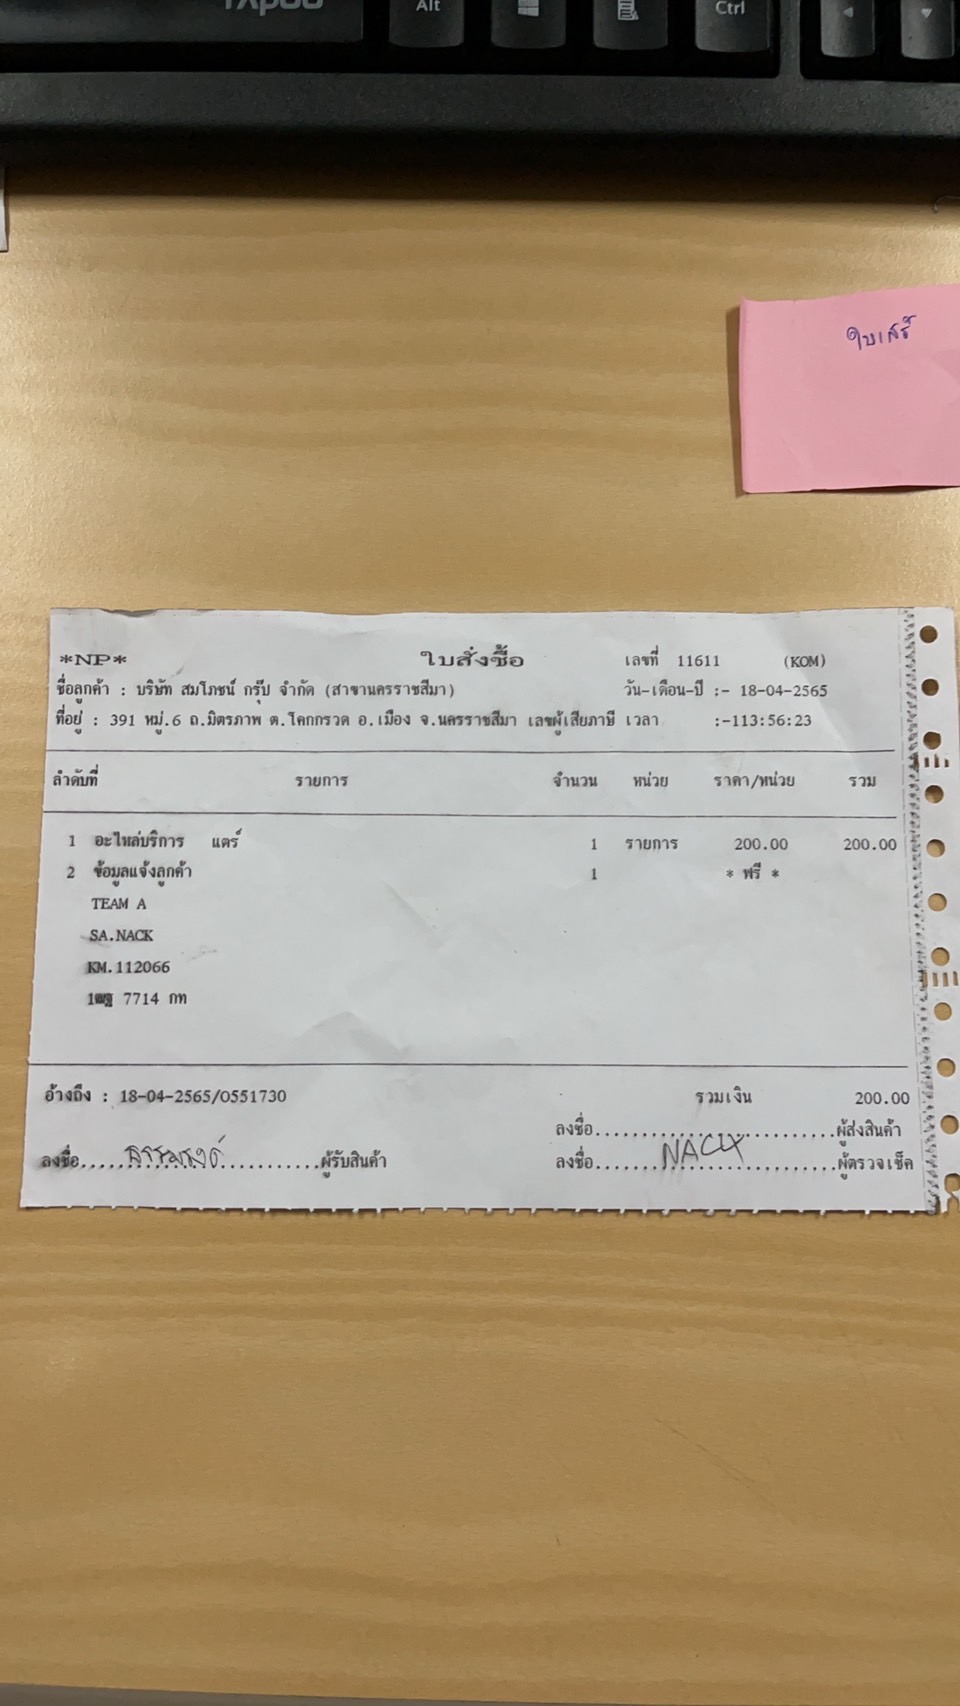 Alt
Ctrl
ใบเสร็
*NP*
ใบสั่งซื้อ
เลขที่ 11611 (KOM)
ชื่อลูกค้า : บริษัท สมโภชน์ กรุ๊ป จำกัด (สาขานครราชสีมา) วัน-เดือน-ปี :- 18-04-2565
ที่อยู่ : 391 หมู่.6 ถ.มิตรภาพ ต.โคกกรวด อ.เมือง จ.นครราชสีมา เลขผู้เสียภาษี เวลา :-113:56:23
ลำดับที่ รายการ จำนวน หน่วย ราคา/หน่วย รวม
1 อะไหล่บริการ แตร์ 1 รายการ 200.00 200.00
2 ข้อมูลแจ้งลูกค้า 1 * ฟรี *
TEAM A
SA.NACK
KM.112066
7714 กท
อ้างถึง : 18-04-2565/0551730 รวมเงิน 200.00
ลงชื่อ..............................ผู้ส่งสินค้า
ลงชื่อ..............................ผู้รับสินค้า ลงชื่อ..........NACK..........ผู้ตรวจเช็ค